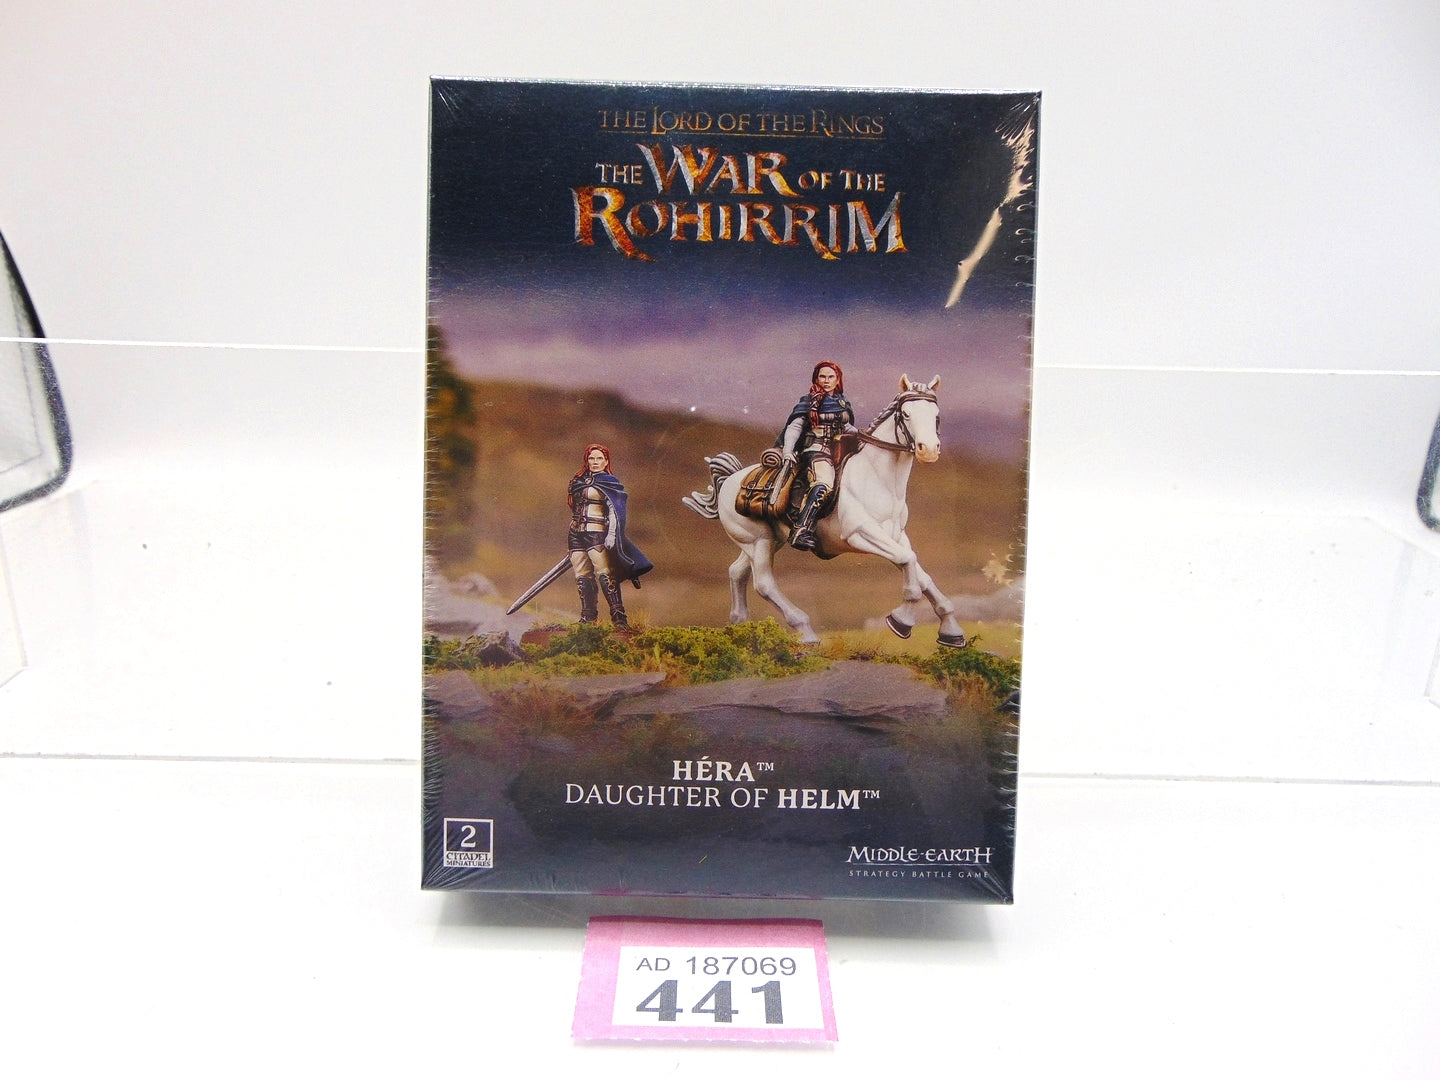 THE LORD OF THE RINGS
THE WAR OF THE
ROHIRRIM
HÉRA™
DAUGHTER OF HELM™
2
CITADEL
MINIATURES
MIDDLE-EARTH
STRATEGY BATTLE GAME
AD 187069
441